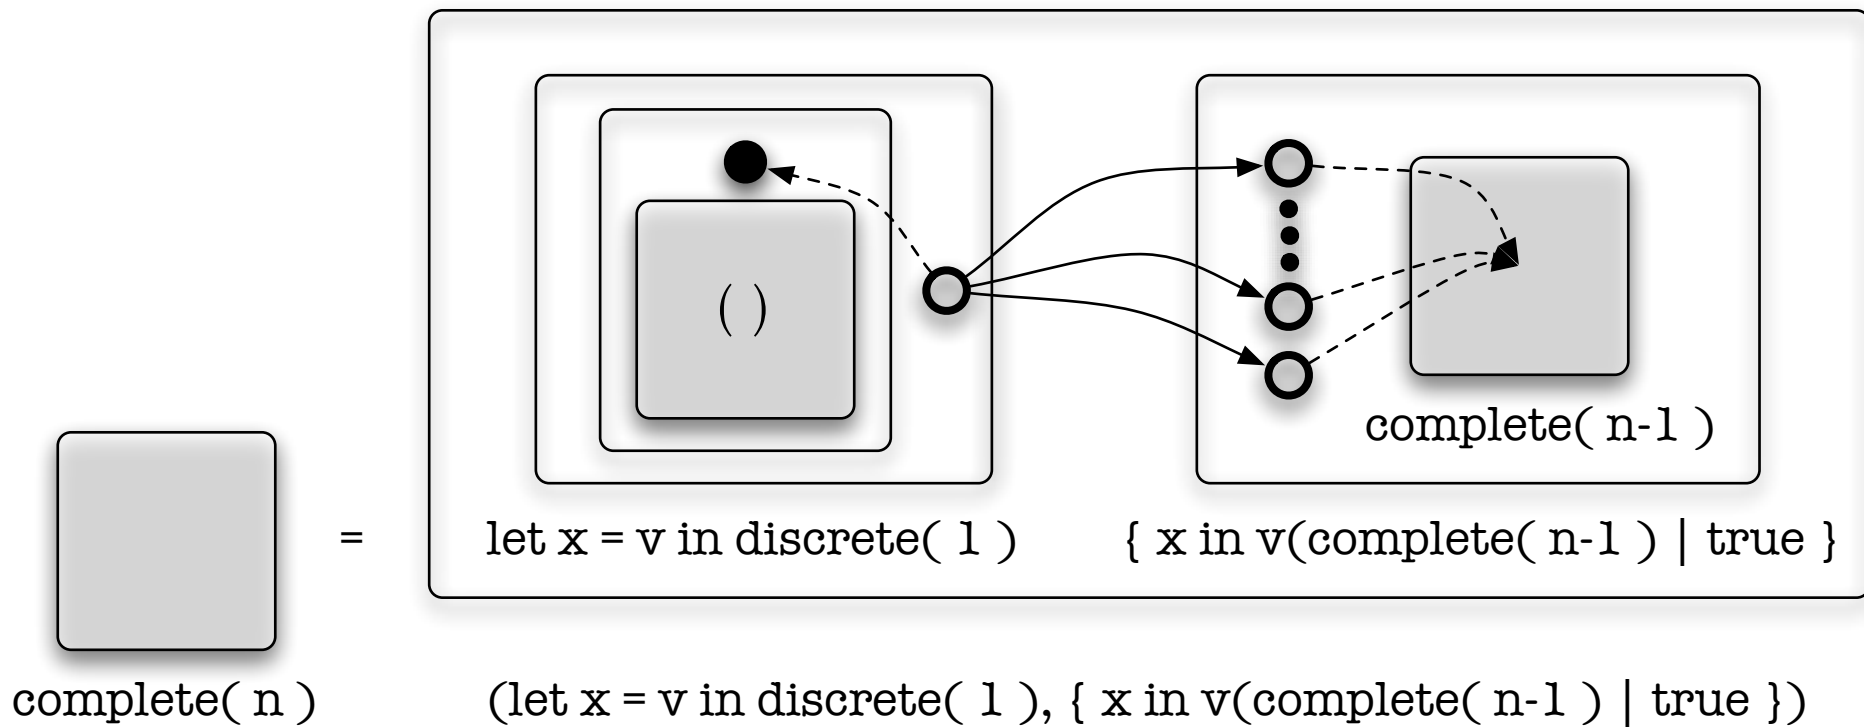 ( )
complete( n-1 )
=
let x = v in discrete( 1 )
{ x in v(complete( n-1 ) | true }
complete( n )
(let x = v in discrete( 1 ), { x in v(complete( n-1 ) | true })